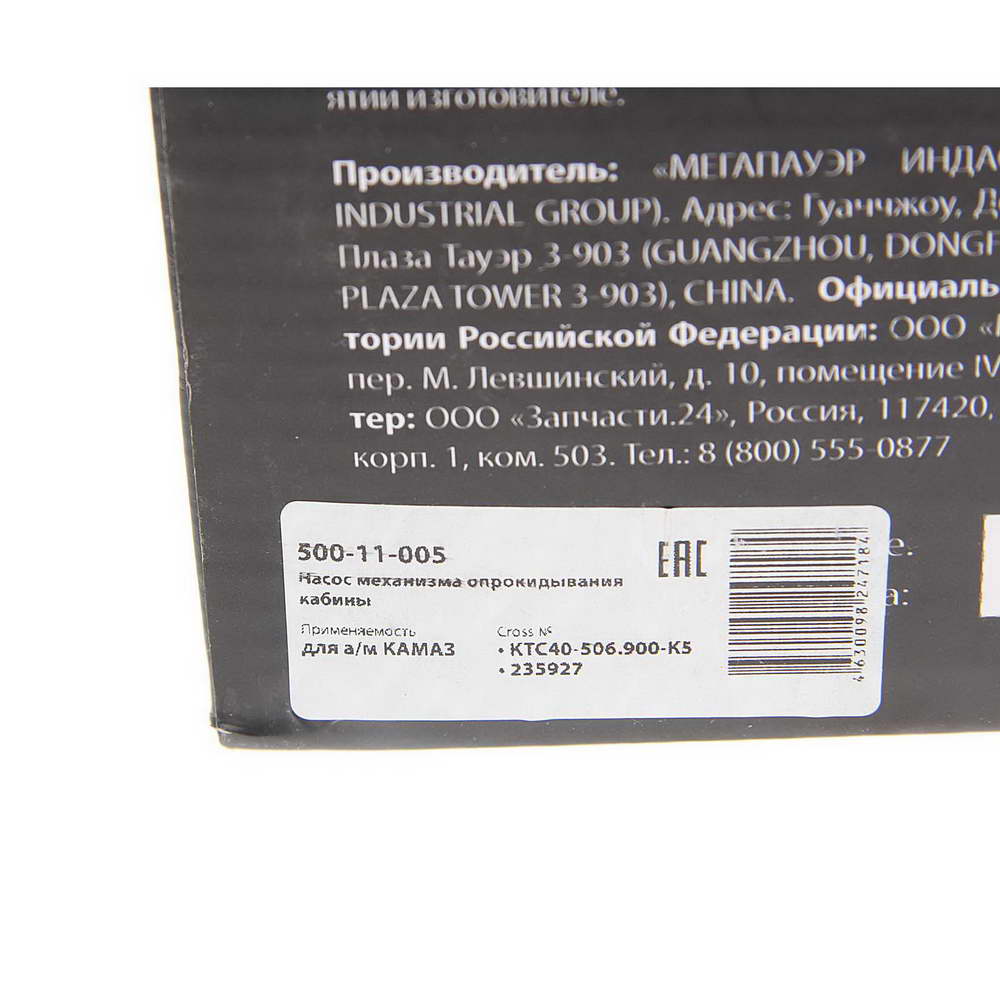 ятии изготовителе.
Производитель: «МЕГАПАУЭР ИНДА
INDUSTRIAL GROUP). Адрес: Гуаччжоу, Д
Плаза Тауэр 3-903 (GUANGZHOU, DONGF
PLAZA TOWER 3-903), CHINA. Официаль
тории Российской Федерации: ООО «
пер. М. Левшинский, д. 10, помещение IV
тер: ООО «Запчасти.24», Россия, 117420,
корп. 1, ком. 503. Тел.: 8 (800) 555-0877
500-11-005
EAC
Насос механизма опрокидывания
кабины
Применяемость
для а/м КАМАЗ
Cross №
• КТС40-506.900-К5
• 235927
4630098247184
е:
а: